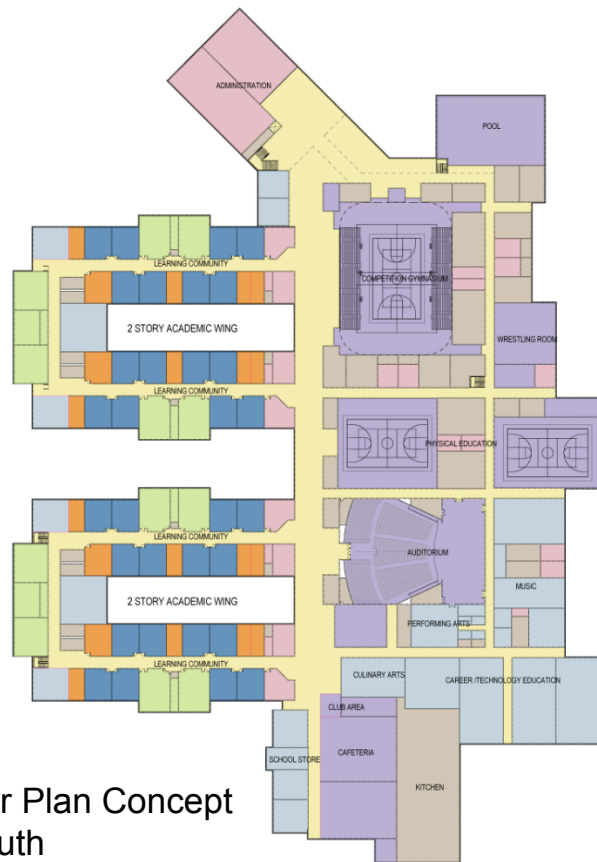 ADMINISTRATION
POOL
LEARNING COMMUNITY
COMPETITION GYMNASIUM
2 STORY ACADEMIC WING
WRESTLING ROOM
LEARNING COMMUNITY
PHYSICAL EDUCATION
LEARNING COMMUNITY
AUDITORIUM
MUSIC
2 STORY ACADEMIC WING
PERFORMING ARTS
LEARNING COMMUNITY
CULINARY ARTS
CAREER /TECHNOLOGY EDUCATION
CLUB AREA
CAFETERIA
SCHOOL STORE
KITCHEN
r Plan Concept
uth